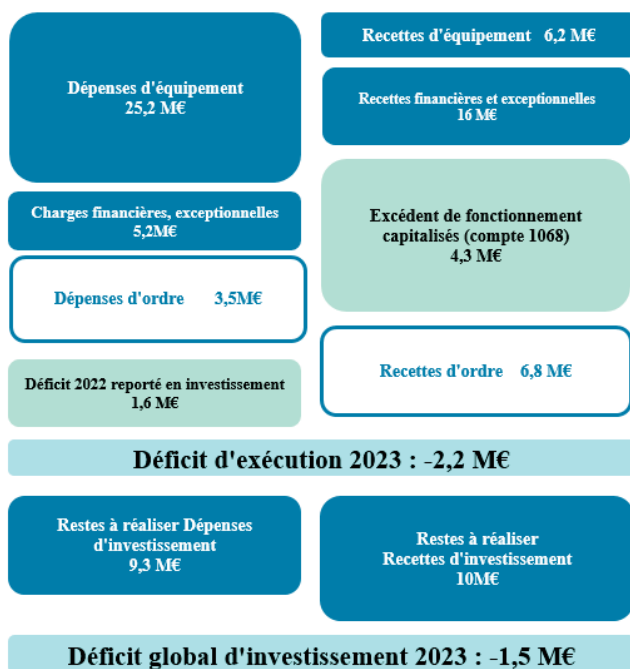 Dépenses d'équipement
25,2 M€
Charges financières, exceptionnelles
5,2M€
Dépenses d'ordre 3,5M€
Déficit 2022 reporté en investissement
1,6 M€
Recettes d'équipement 6,2 M€
Recettes financières et exceptionnelles
16 M€
Excédent de fonctionnement
capitalisés (compte 1068)
4,3 M€
Recettes d'ordre 6,8 M€
Déficit d'exécution 2023 : -2,2 M€
Restes à réaliser Dépenses
d'investissement
9,3 M€
Restes à réaliser
Recettes d'investissement
10M€
Déficit global d'investissement 2023 : -1,5 M€